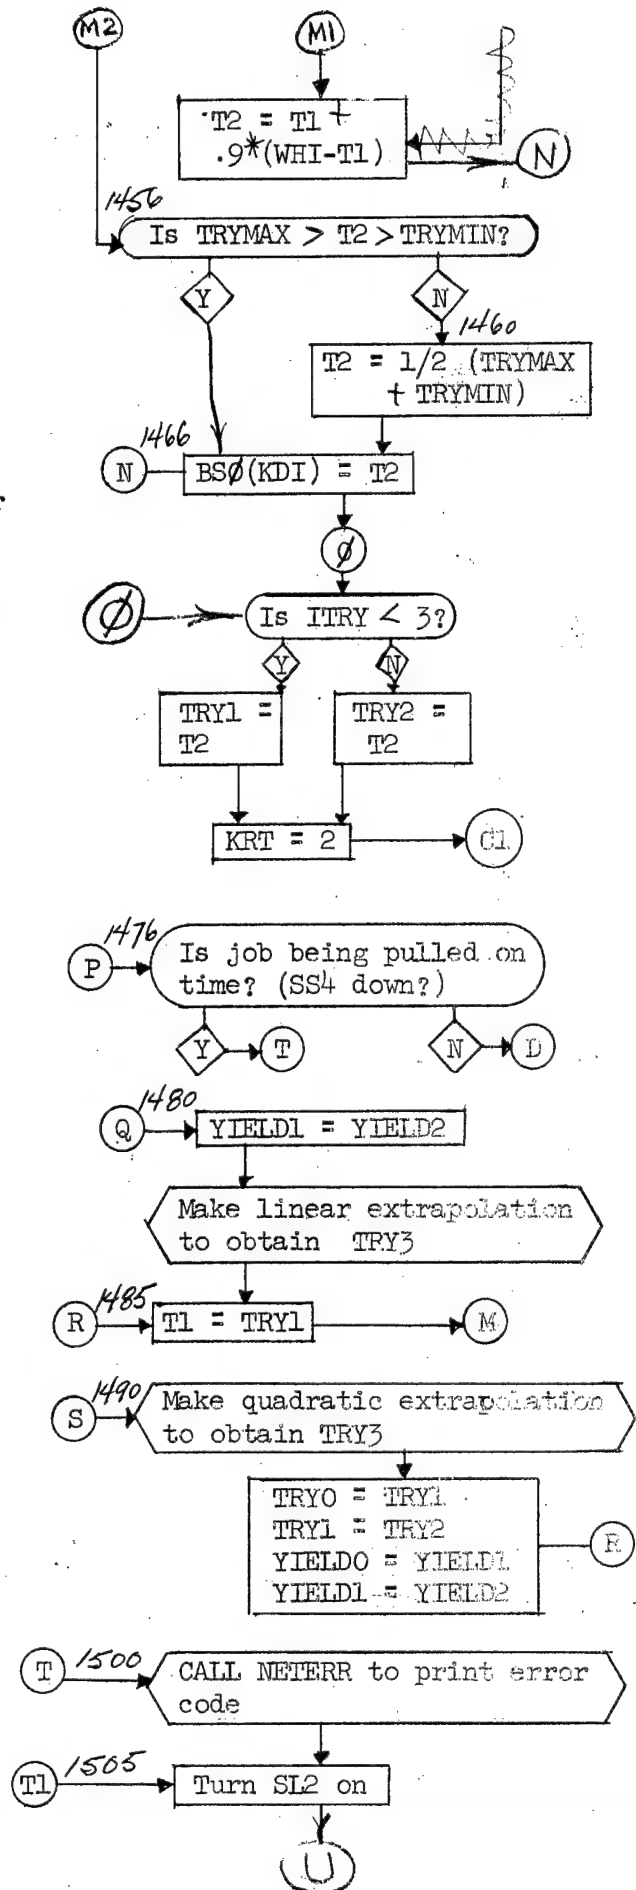 M2
M1
T2 = T1 +
.9*(WHI-T1)
N
1456
Is TRYMAX > T2 > TRYMIN?
Y
N
1460
T2 = 1/2 (TRYMAX
+ TRYMIN)
1466
N
BSØ(KDI) = T2
Ø
Ø
Is ITRY < 3?
Y
N
TRY1 =
T2
TRY2 =
T2
KRT = 2
C1
1476
P
Is job being pulled on
time? (SS4 down?)
Y
T
N
D
1480
Q
YIELD1 = YIELD2
Make linear extrapolation
to obtain TRY3
1485
R
T1 = TRY1
M
1490
S
Make quadratic extrapolation
to obtain TRY3
TRY0 = TRY1
TRY1 = TRY2
YIELD0 = YIELD1
YIELD1 = YIELD2
R
T
1500
CALL NETERR to print error
code
T1
1505
Turn SL2 on
U